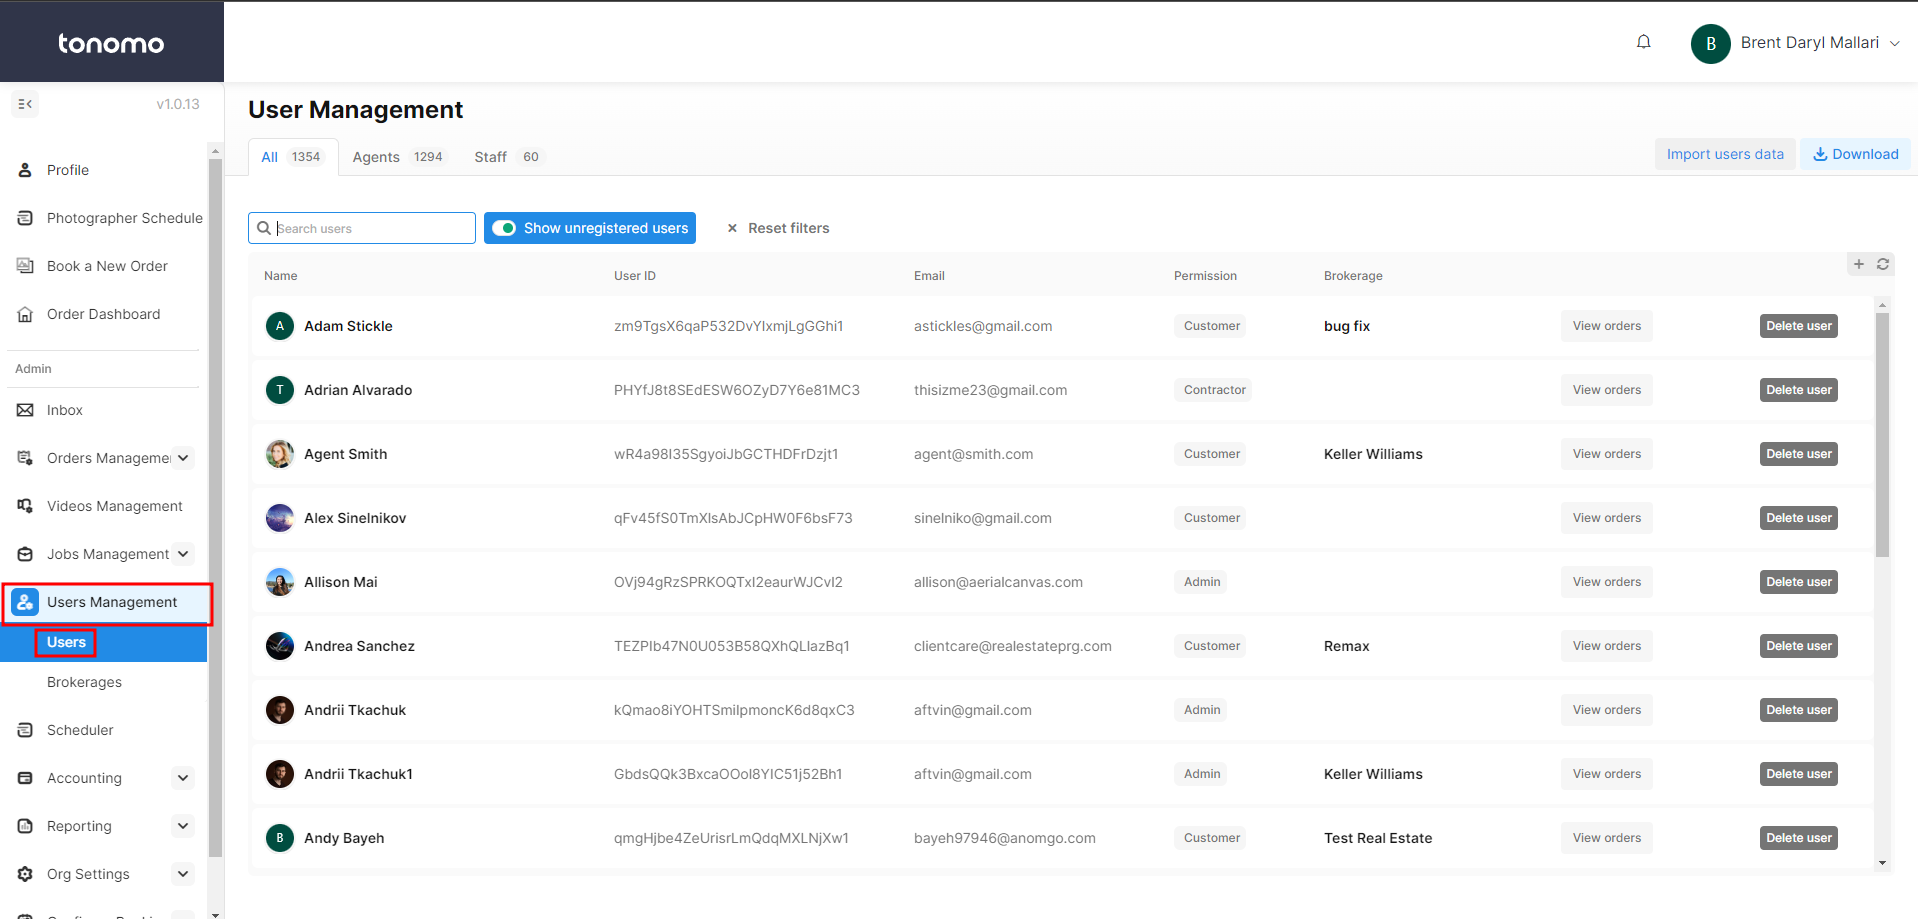 tonomo
B Brent Daryl Mallari
v1.0.13
Profile
Photographer Schedule
Book a New Order
Order Dashboard
Admin
Inbox
Orders Manageme
Videos Management
Jobs Management
Users Management
Users
Brokerages
Scheduler
Accounting
Reporting
Org Settings
User Management
All 1354 Agents 1294 Staff 60
Import users data Download
Search users Show unregistered users × Reset filters
Name User ID Email Permission Brokerage
A Adam Stickle zm9TgsX6qaP532DvYIxmjLgGGhi1 astickles@gmail.com Customer bug fix View orders Delete user
T Adrian Alvarado PHYfJ8t8SEdESW6OZyD7Y6e81MC3 thisizme23@gmail.com Contractor View orders Delete user
Agent Smith wR4a98I35SgyoiJbGCTHDFrDzjt1 agent@smith.com Customer Keller Williams View orders Delete user
Alex Sinelnikov qFv45fS0TmXIsAbJCpHW0F6bsF73 sinelniko@gmail.com Customer View orders Delete user
Allison Mai OVj94gRzSPRKOQTxI2eaurWJCvI2 allison@aerialcanvas.com Admin View orders Delete user
Andrea Sanchez TEZPIb47N0U053B58QXhQLIazBq1 clientcare@realestateprg.com Customer Remax View orders Delete user
Andrii Tkachuk kQmao8iYOHTSmiIpmoncK6d8qxC3 aftvin@gmail.com Admin View orders Delete user
Andrii Tkachuk1 GbdsQQk3BxcaOOoI8YIC51j52Bh1 aftvin@gmail.com Admin Keller Williams View orders Delete user
B Andy Bayeh qmgHjbe4ZeUrisrLmQdqMXLNjXw1 bayeh97946@anomgo.com Customer Test Real Estate View orders Delete user